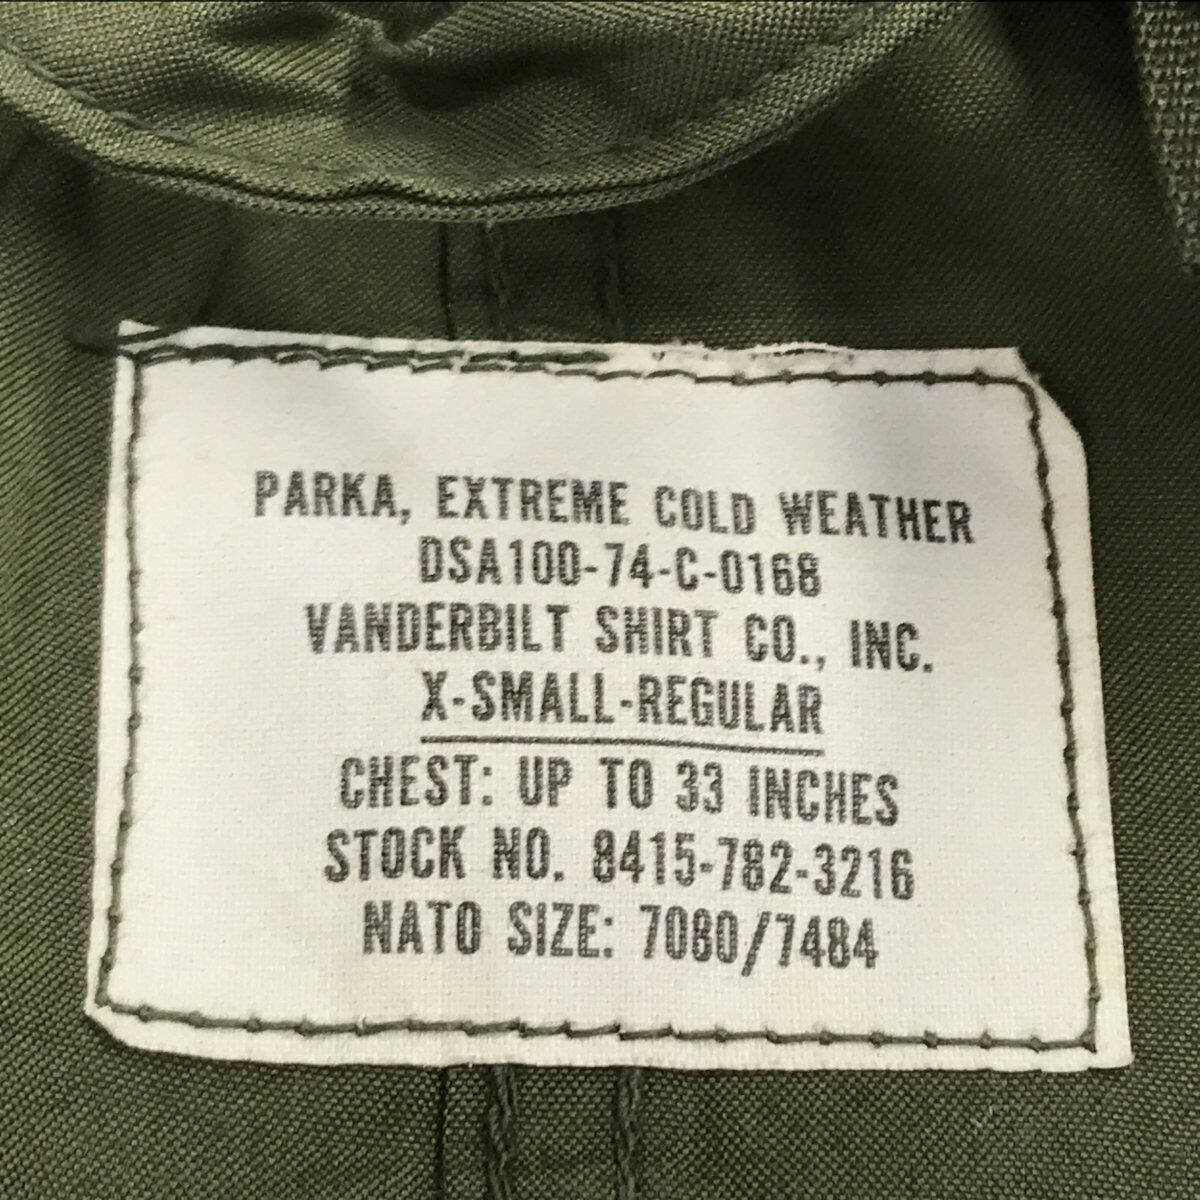 PARKA, EXTREME COLD WEATHER
DSA100-74-C-0168
VANDERBILT SHIRT CO., INC.
X-SMALL-REGULAR
CHEST: UP TO 33 INCHES
STOCK NO. 8415-782-3216
NATO SIZE: 7080/7484